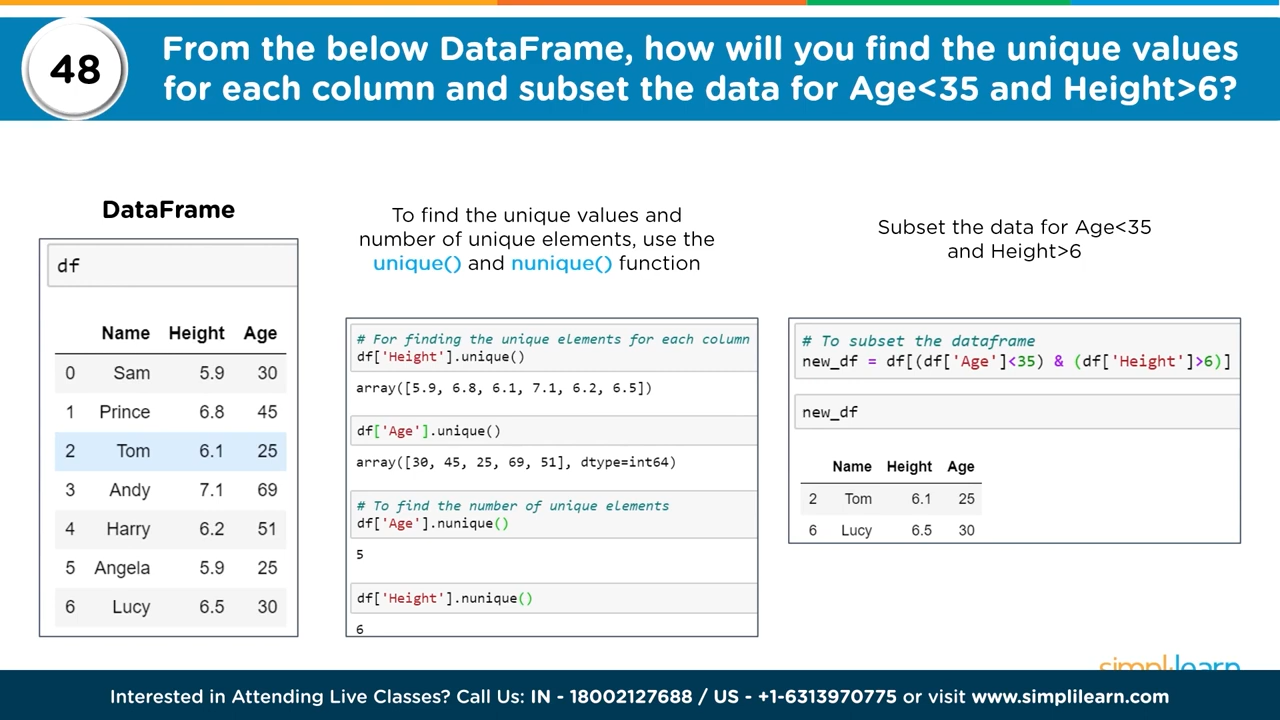 48
From the below DataFrame, how will you find the unique values
for each column and subset the data for Age<35 and Height>6?
DataFrame
df
Name Height Age
0 Sam 5.9 30
1 Prince 6.8 45
2 Tom 6.1 25
3 Andy 7.1 69
4 Harry 6.2 51
5 Angela 5.9 25
6 Lucy 6.5 30
To find the unique values and
number of unique elements, use the
unique() and nunique() function
# For finding the unique elements for each column
df['Height'].unique()
array([5.9, 6.8, 6.1, 7.1, 6.2, 6.5])
df['Age'].unique()
array([30, 45, 25, 69, 51], dtype=int64)
# To find the number of unique elements
df['Age'].nunique()
5
df['Height'].nunique()
6
Subset the data for Age<35
and Height>6
# To subset the dataframe
new_df = df[(df['Age']<35) & (df['Height']>6)]
new_df
Name Height Age
2 Tom 6.1 25
6 Lucy 6.5 30
simplilearn
Interested in Attending Live Classes? Call Us: IN - 18002127688 / US - +1-6313970775 or visit www.simplilearn.com